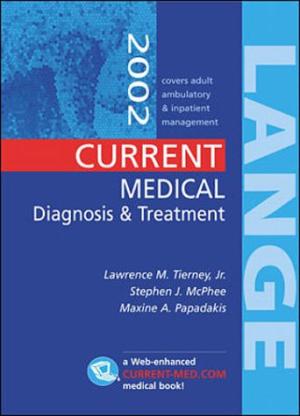 2002
covers adult
ambulatory
& inpatient
management
LANGE
CURRENT
MEDICAL
Diagnosis & Treatment
Lawrence M. Tierney, Jr.
Stephen J. McPhee
Maxine A. Papadakis
a Web-enhanced
CURRENT-MED.COM
medical book!